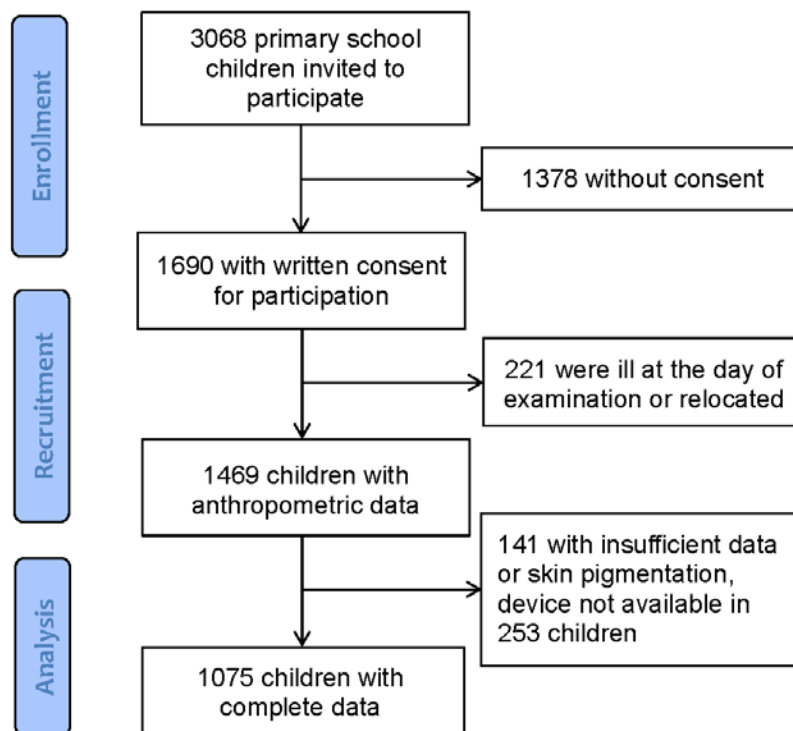 3068 primary school
children invited to
participate
Enrollment
1378 without consent
1690 with written consent
for participation
221 were ill at the day of
examination or relocated
Recruitment
1469 children with
anthropometric data
141 with insufficient data
or skin pigmentation,
device not available in
253 children
Analysis
1075 children with
complete data